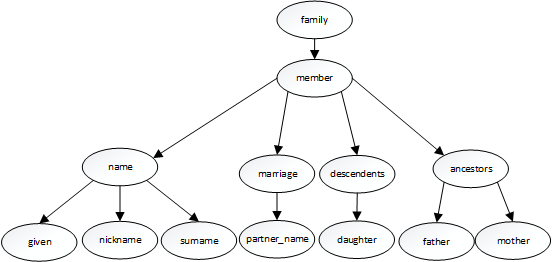 family
member
name
marriage
descendents
ancestors
given
nickname
surname
partner_name
daughter
father
mother